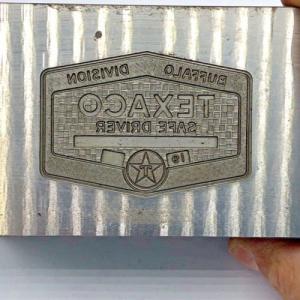 BUFFALO DIVISION
TEXACO
SAFE DRIVER
19
T